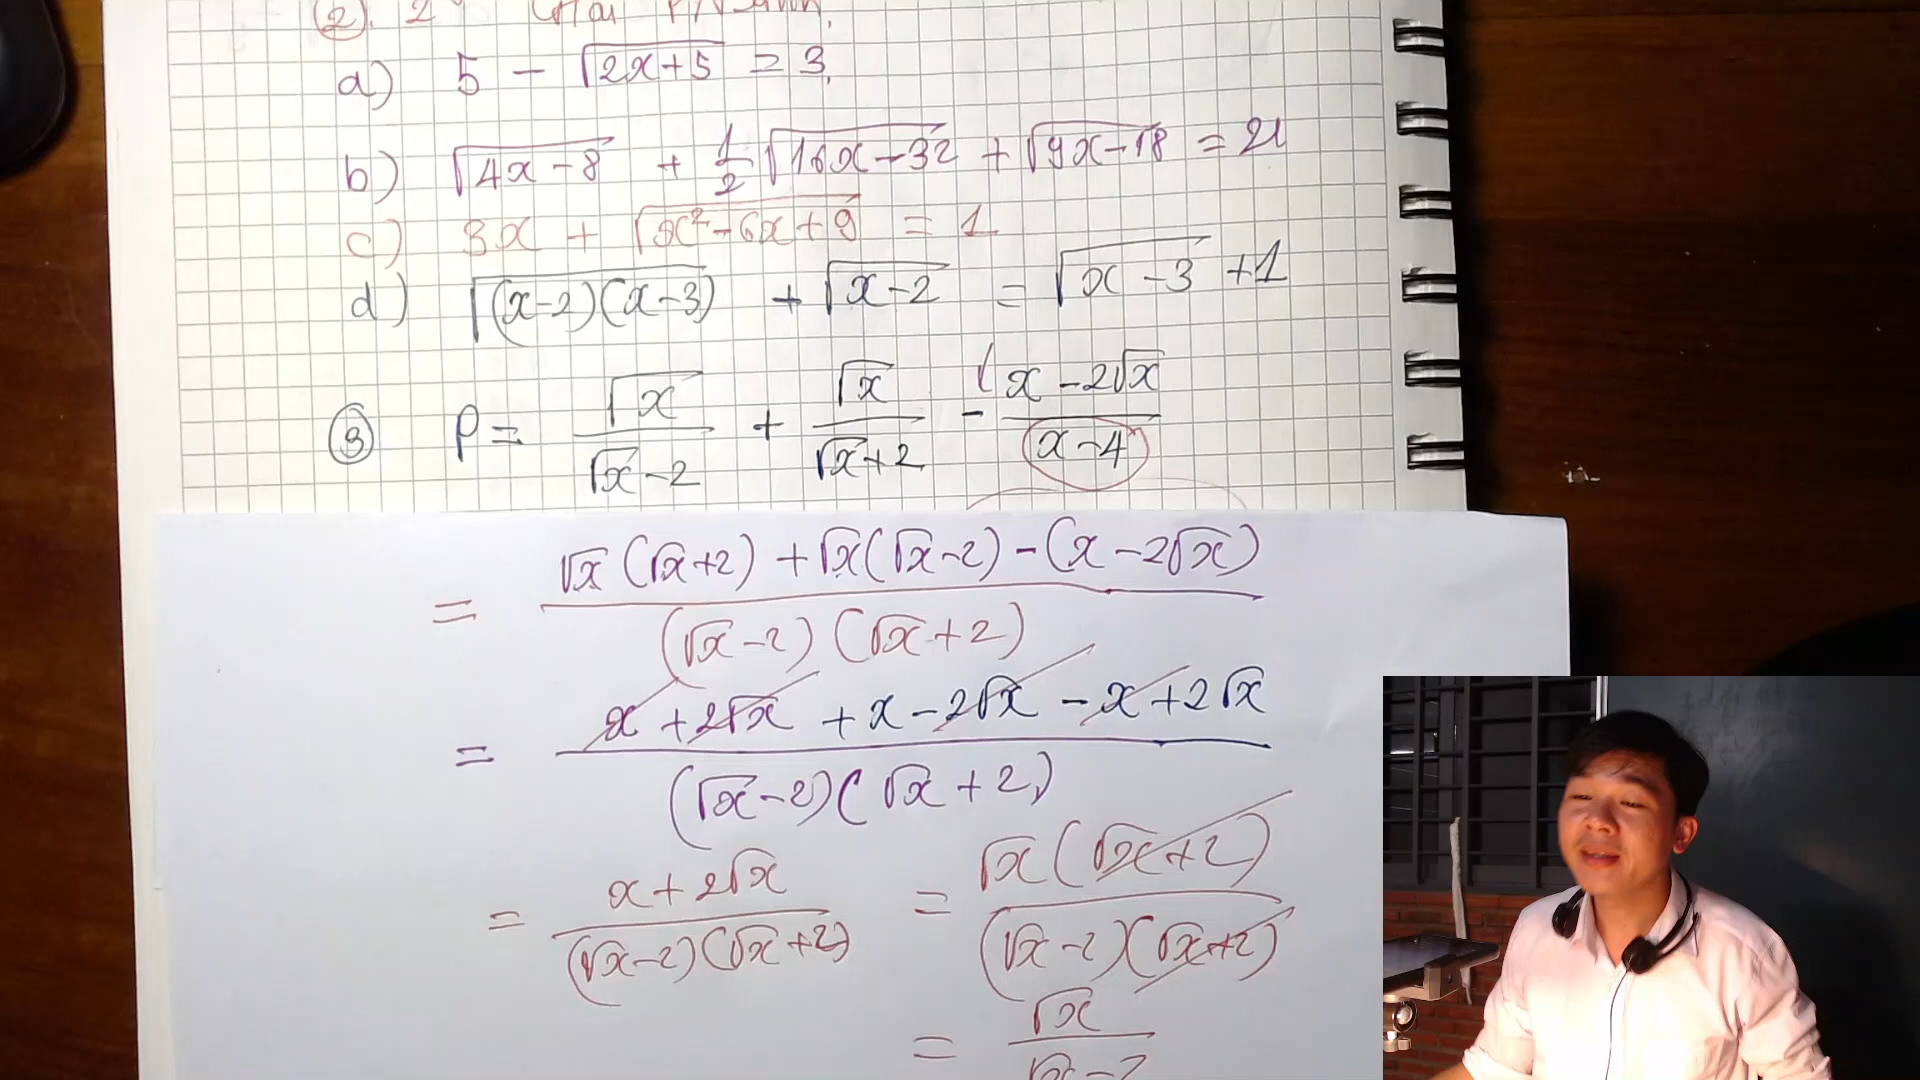 (2). 2
a) 5 - √(2x+5) = 3.
b) √(4x-8) + 1/2 √(16x-32) + √(9x-18) = 21
c) 3x + √(x²-6x+9) = 1
d) √((x-2)(x-3)) + √(x-2) = √(x-3) +1
(3) P = √x/(√x-2) + √x/(√x+2) - (x-2√x)/(x-4)
= (√x(√x+2) + √x(√x-2) - (x-2√x))/((√x-2)(√x+2))
= (x+2√x + x - 2√x - x + 2√x)/((√x-2)(√x+2))
= (x+2√x)/((√x-2)(√x+2)) = (√x(√x+2))/((√x-2)(√x+2))
= √x/(√x-2)